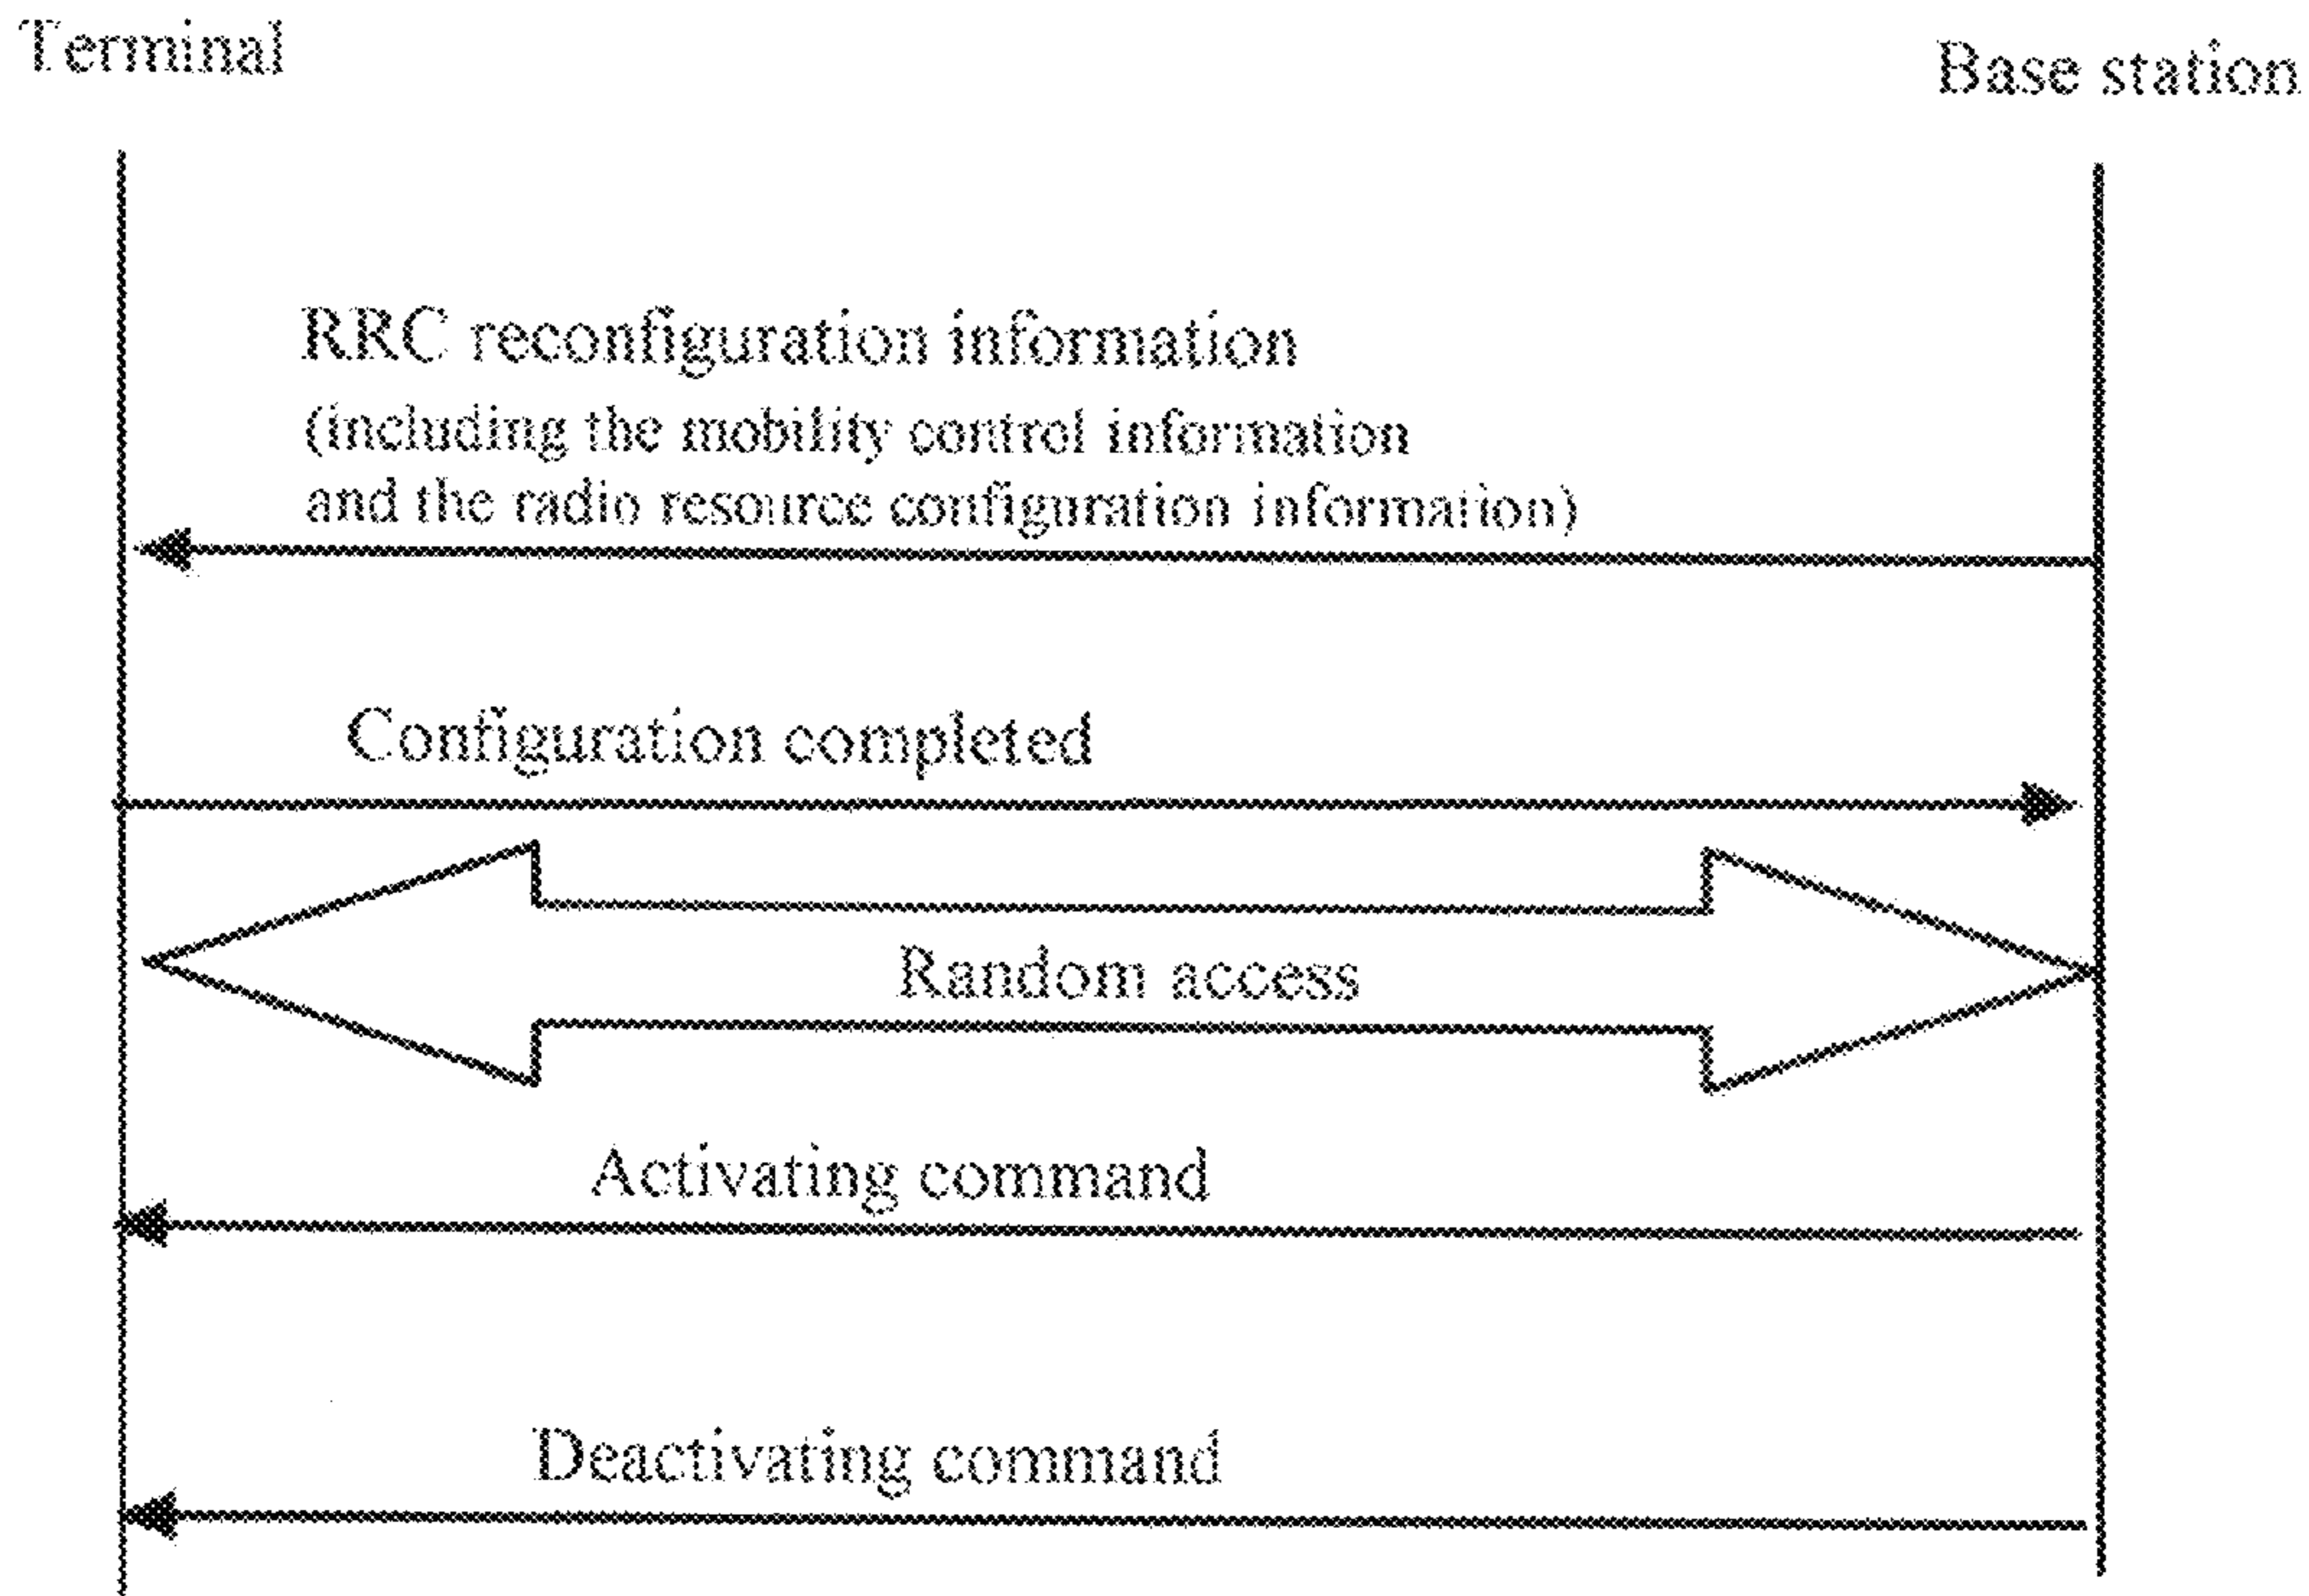 Terminal
Base station
RRC reconfiguration information
(including the mobility control information
and the radio resource configuration information)
Configuration completed
Random access
Activating command
Deactivating command